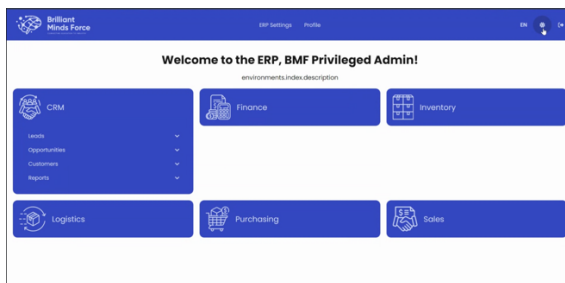 Brilliant
Minds Force
ERP Settings Profile
EN
Welcome to the ERP, BMF Privileged Admin!
environments.index.description
CRM
Leads
Opportunities
Customers
Reports
Finance
Inventory
Logistics
Purchasing
Sales